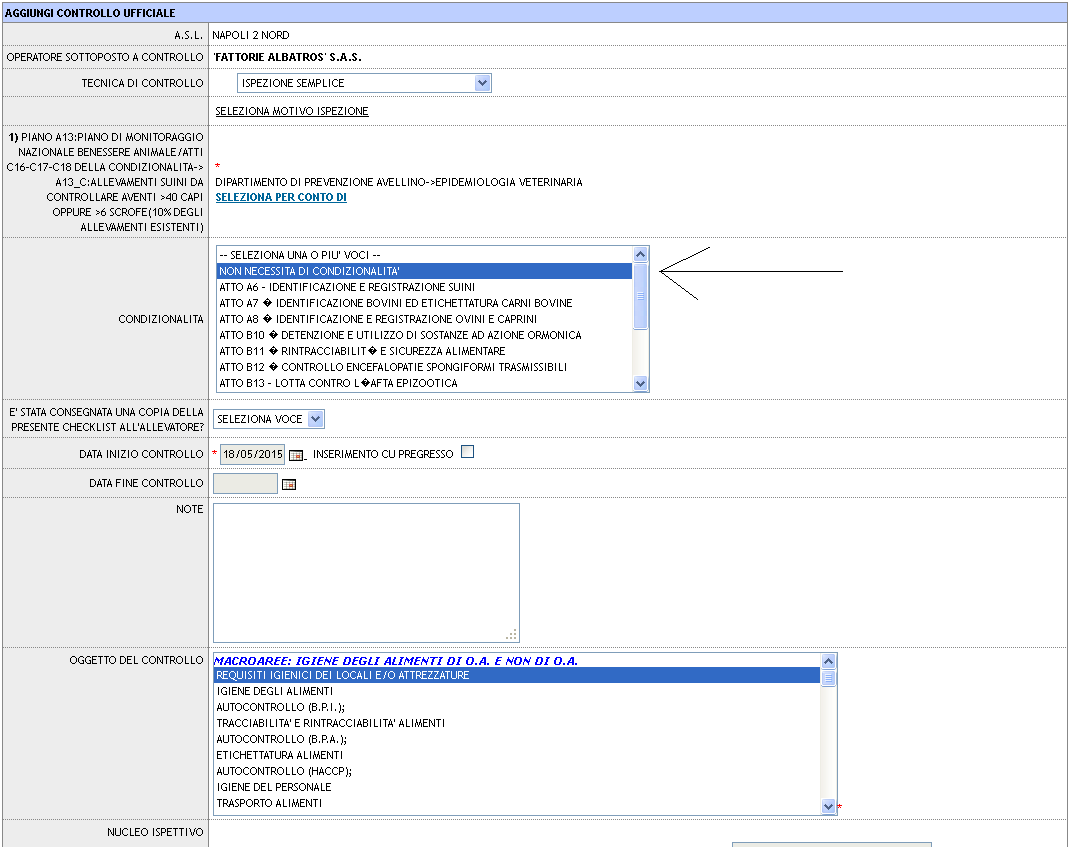 AGGIUNGI CONTROLLO UFFICIALE
A.S.L. NAPOLI 2 NORD
OPERATORE SOTTOPOSTO A CONTROLLO 'FATTORIE ALBATROS' S.A.S.
TECNICA DI CONTROLLO ISPEZIONE SEMPLICE
SELEZIONA MOTIVO ISPEZIONE
1) PIANO A13:PIANO DI MONITORAGGIO
NAZIONALE BENESSERE ANIMALE/ATTI
C16-C17-C18 DELLA CONDIZIONALITA->
A13_C:ALLEVAMENTI SUINI DA
CONTROLLARE AVENTI >40 CAPI
OPPURE >6 SCROFE(10% DEGLI
ALLEVAMENTI ESISTENTI)
*
DIPARTIMENTO DI PREVENZIONE AVELLINO->EPIDEMIOLOGIA VETERINARIA
SELEZIONA PER CONTO DI
CONDIZIONALITA
-- SELEZIONA UNA O PIU' VOCI --
NON NECESSITA DI CONDIZIONALITA'
ATTO A6 - IDENTIFICAZIONE E REGISTRAZIONE SUINI
ATTO A7 � IDENTIFICAZIONE BOVINI ED ETICHETTATURA CARNI BOVINE
ATTO A8 � IDENTIFICAZIONE E REGISTRAZIONE OVINI E CAPRINI
ATTO B10 � DETENZIONE E UTILIZZO DI SOSTANZE AD AZIONE ORMONICA
ATTO B11 � RINTRACCIABILIT� E SICUREZZA ALIMENTARE
ATTO B12 � CONTROLLO ENCEFALOPATIE SPONGIFORMI TRASMISSIBILI
ATTO B13 - LOTTA CONTRO L�AFTA EPIZOOTICA
E' STATA CONSEGNATA UNA COPIA DELLA
PRESENTE CHECKLIST ALL'ALLEVATORE?
SELEZIONA VOCE
DATA INIZIO CONTROLLO * 18/05/2015 INSERIMENTO CU PREGRESSO
DATA FINE CONTROLLO
NOTE
OGGETTO DEL CONTROLLO
MACROAREE: IGIENE DEGLI ALIMENTI DI O.A. E NON DI O.A.
REQUISITI IGIENICI DEI LOCALI E/O ATTREZZATURE
IGIENE DEGLI ALIMENTI
AUTOCONTROLLO (B.P.I.);
TRACCIABILITA' E RINTRACCIABILITA' ALIMENTI
AUTOCONTROLLO (B.P.A.);
ETICHETTATURA ALIMENTI
AUTOCONTROLLO (HACCP);
IGIENE DEL PERSONALE
TRASPORTO ALIMENTI
*
NUCLEO ISPETTIVO